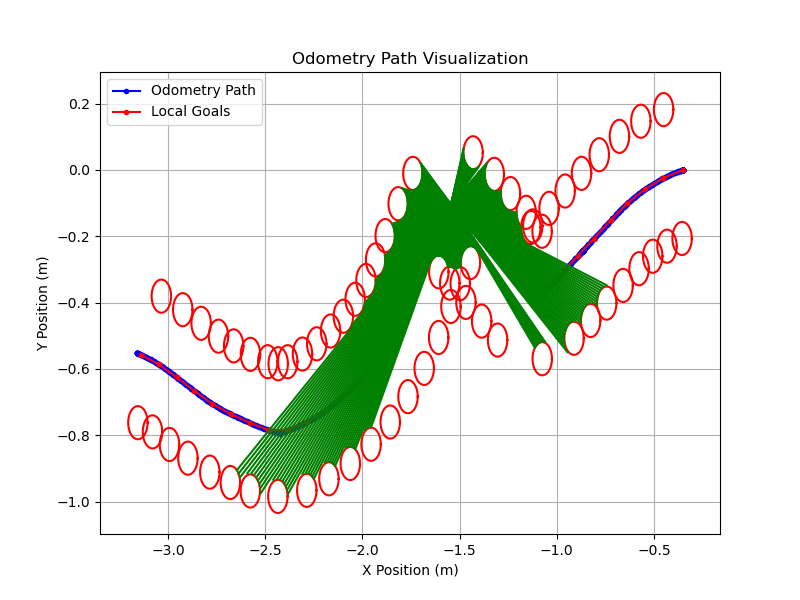 Odometry Path Visualization
Odometry Path
Local Goals
Y Position (m)
0.2
0.0
−0.2
−0.4
−0.6
−0.8
−1.0
−3.0 −2.5 −2.0 −1.5 −1.0 −0.5
X Position (m)